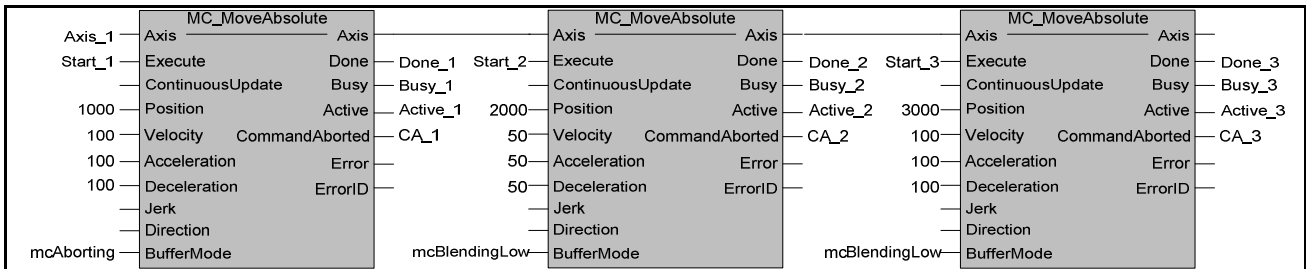 MC_MoveAbsolute MC_MoveAbsolute MC_MoveAbsolute
Axis_1 Axis Axis Axis Axis Axis Axis
Start_1 Execute Done Done_1 Start_2 Execute Done Done_2 Start_3 Execute Done Done_3
ContinuousUpdate Busy Busy_1 ContinuousUpdate Busy Busy_2 ContinuousUpdate Busy Busy_3
1000 Position Active Active_1 2000 Position Active Active_2 3000 Position Active Active_3
100 Velocity CommandAborted CA_1 50 Velocity CommandAborted CA_2 100 Velocity CommandAborted CA_3
100 Acceleration Error 50 Acceleration Error 100 Acceleration Error
100 Deceleration ErrorID 50 Deceleration ErrorID 100 Deceleration ErrorID
Jerk Jerk Jerk
Direction Direction Direction
mcAborting BufferMode mcBlendingLow BufferMode mcBlendingLow BufferMode